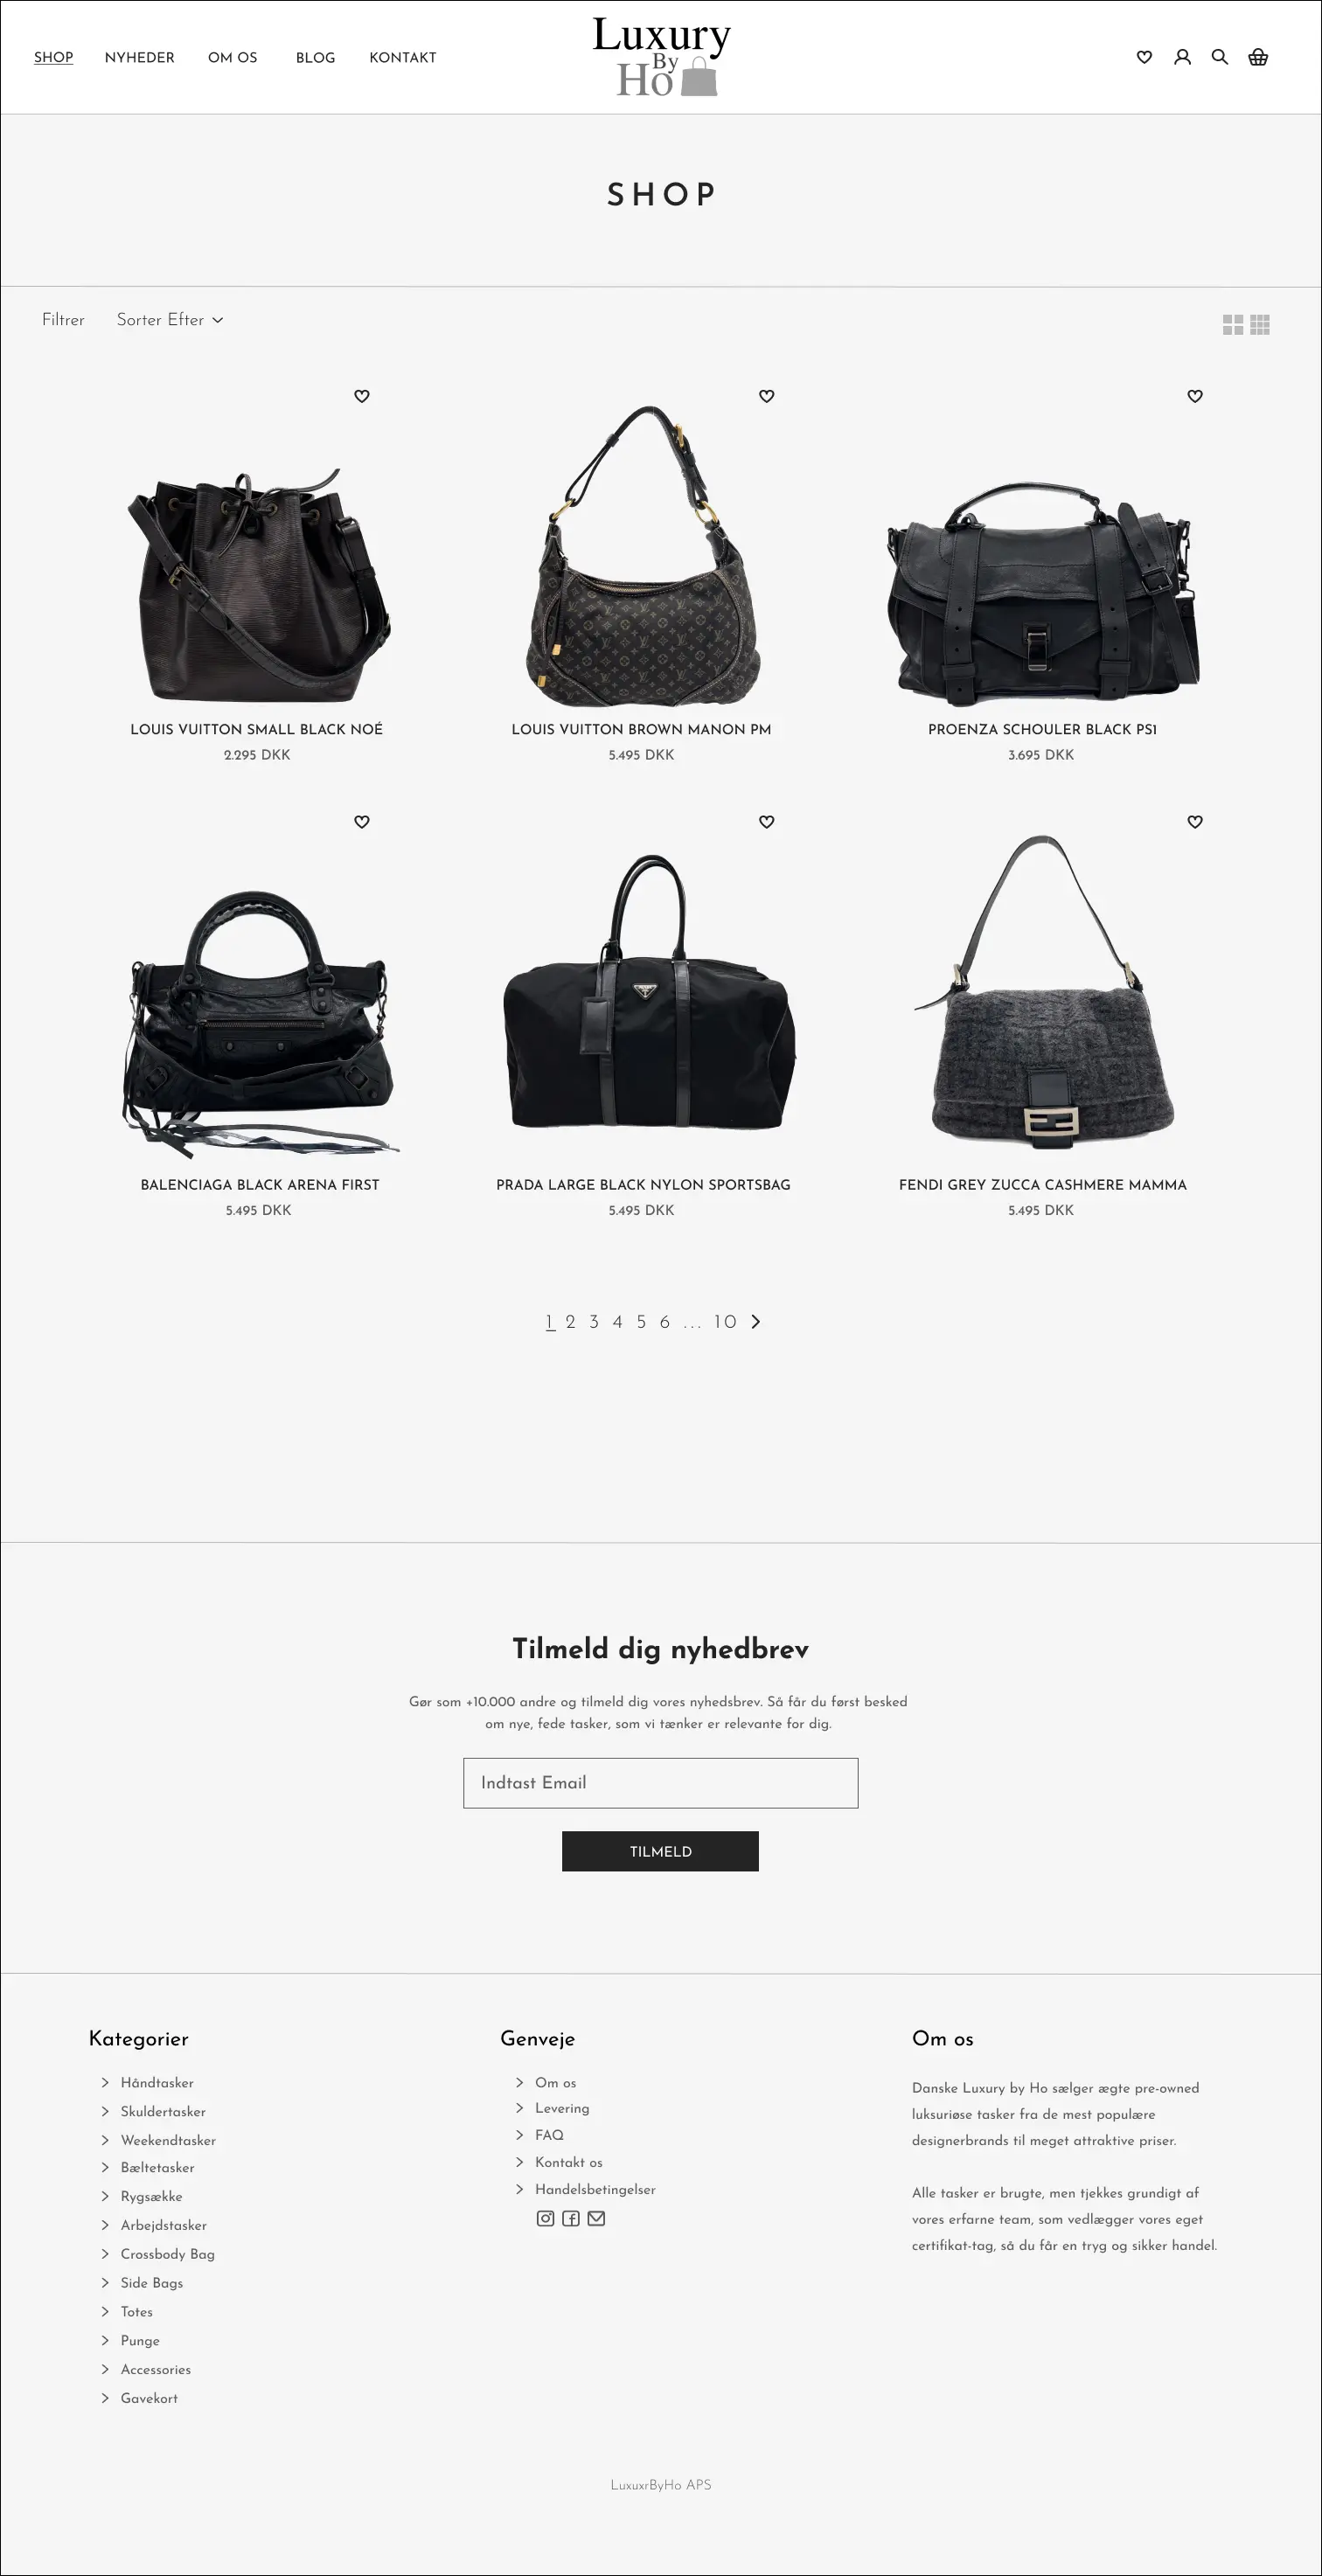 SHOP
NYHEDER
OM OS
BLOG
KONTAKT
Luxury
By
Ho
SHOP
Filtrer
Sorter Efter
LOUIS VUITTON SMALL BLACK NOÉ
2.295 DKK
LOUIS VUITTON BROWN MANON PM
5.495 DKK
PROENZA SCHOULER BLACK PS1
3.695 DKK
BALENCIAGA BLACK ARENA FIRST
5.495 DKK
PRADA LARGE BLACK NYLON SPORTSBAG
5.495 DKK
FENDI GREY ZUCCA CASHMERE MAMMA
5.495 DKK
1 2 3 4 5 6 ... 10
Tilmeld dig nyhedbrev
Gør som +10.000 andre og tilmeld dig vores nyhedsbrev. Så får du først besked
om nye, fede tasker, som vi tænker er relevante for dig.
Indtast Email
TILMELD
Kategorier
Håndtasker
Skuldertasker
Weekendtasker
Bæltetasker
Rygsække
Arbejdstasker
Crossbody Bag
Side Bags
Totes
Punge
Accessories
Gavekort
Genveje
Om os
Levering
FAQ
Kontakt os
Handelsbetingelser
Om os
Danske Luxury by Ho sælger ægte pre-owned
luksuriøse tasker fra de mest populære
designerbrands til meget attraktive priser.
Alle tasker er brugte, men tjekkes grundigt af
vores erfarne team, som vedlægger vores eget
certifikat-tag, så du får en tryg og sikker handel.
LuxuxrByHo APS